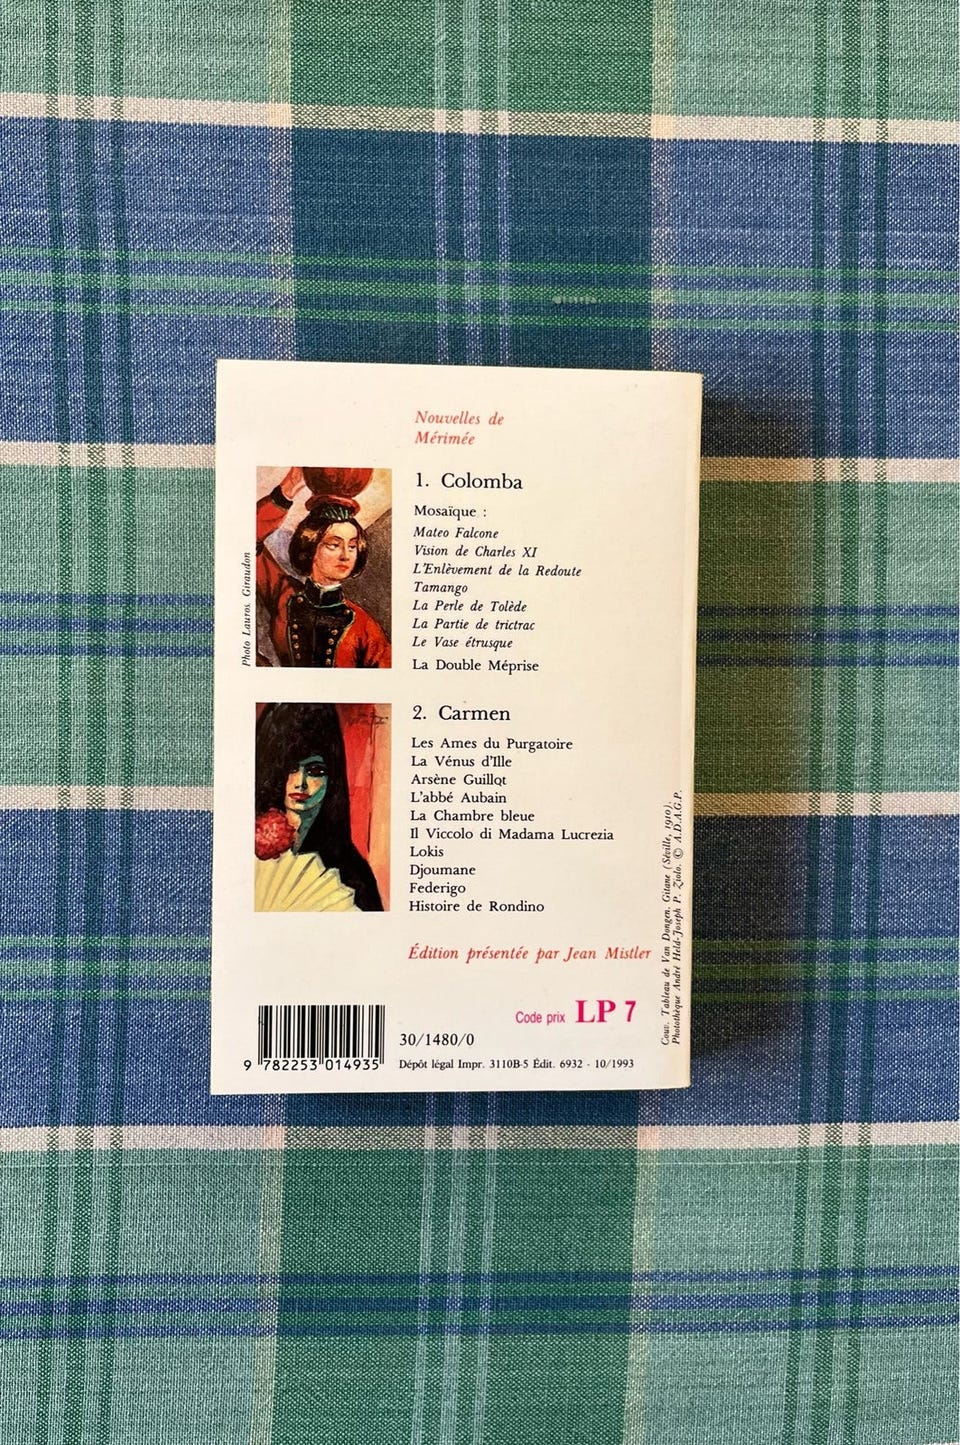 Nouvelles de
Mérimée
1. Colomba
Mosaïque :
Mateo Falcone
Vision de Charles XI
L'Enlèvement de la Redoute
Tamango
La Perle de Tolède
La Partie de trictrac
Le Vase étrusque
La Double Méprise
Photo Lauros. Giraudon
2. Carmen
Les Ames du Purgatoire
La Vénus d'Ille
Arsène Guillot
L'abbé Aubain
La Chambre bleue
Il Viccolo di Madama Lucrezia
Lokis
Djoumane
Federigo
Histoire de Rondino
Édition présentée par Jean Mistler
Couv. Tableau de Van Dongen. Gitane (Séville, 1910).
Photothèque André Held-Joseph P. Ziolo. © A.D.A.G.P.
Code prix LP 7
30/1480/0
9 782253 014935
Dépôt légal Impr. 3110B-5 Édit. 6932 - 10/1993